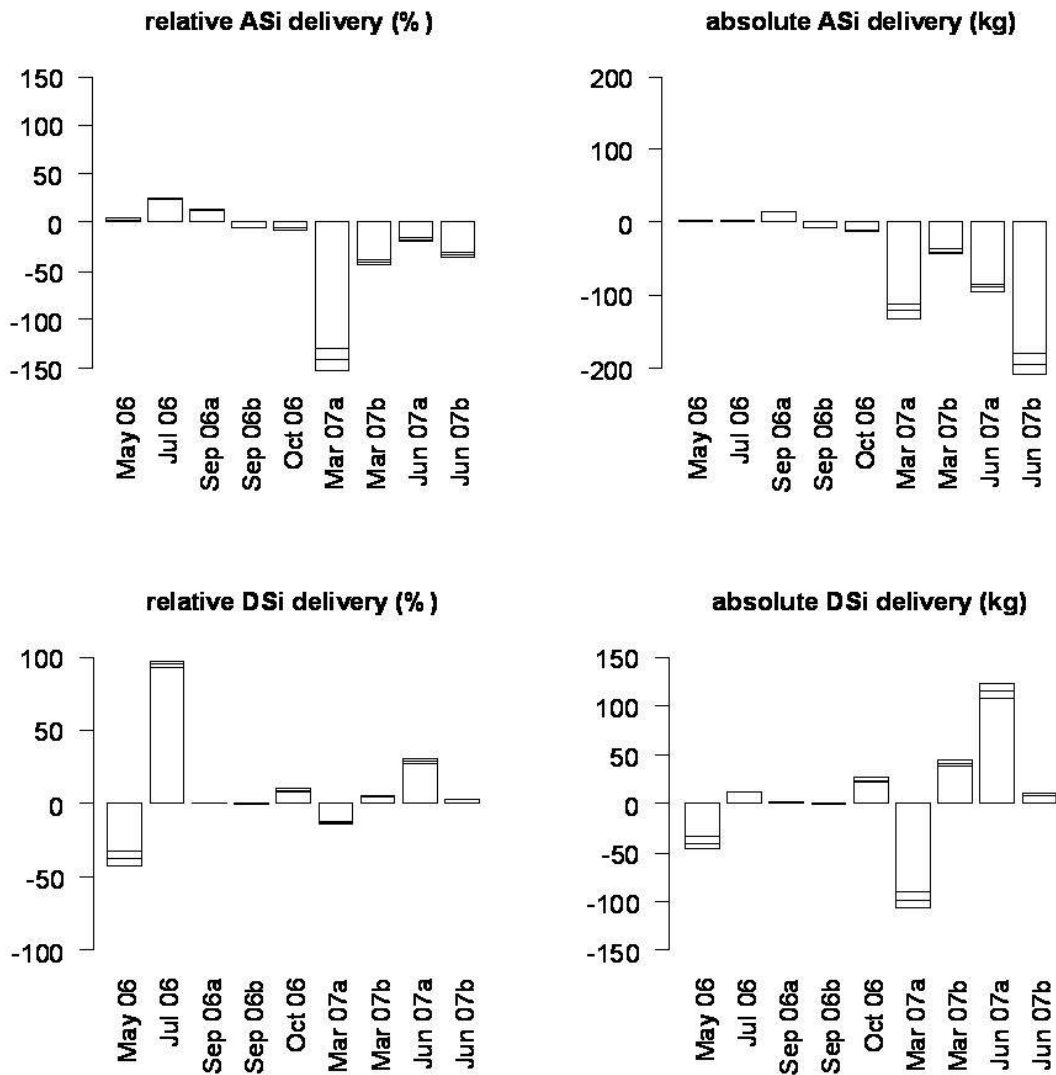 relative ASi delivery (%)
150
100
50
0
-50
-100
-150
May 06
Jul 06
Sep 06a
Sep 06b
Oct 06
Mar 07a
Mar 07b
Jun 07a
Jun 07b
absolute ASi delivery (kg)
200
100
0
-100
-200
May 06
Jul 06
Sep 06a
Sep 06b
Oct 06
Mar 07a
Mar 07b
Jun 07a
Jun 07b
relative DSi delivery (%)
100
50
0
-50
-100
May 06
Jul 06
Sep 06a
Sep 06b
Oct 06
Mar 07a
Mar 07b
Jun 07a
Jun 07b
absolute DSi delivery (kg)
150
100
50
0
-50
-100
-150
May 06
Jul 06
Sep 06a
Sep 06b
Oct 06
Mar 07a
Mar 07b
Jun 07a
Jun 07b